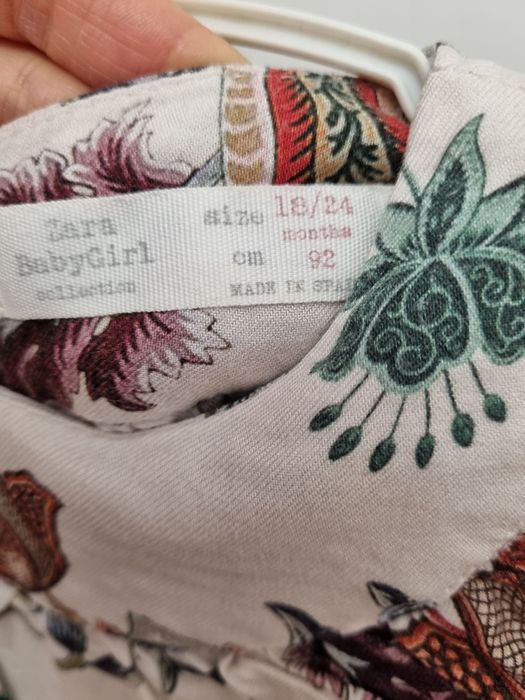 Zara
BabyGirl
collection
size 18/24
months
cm 92
MADE IN